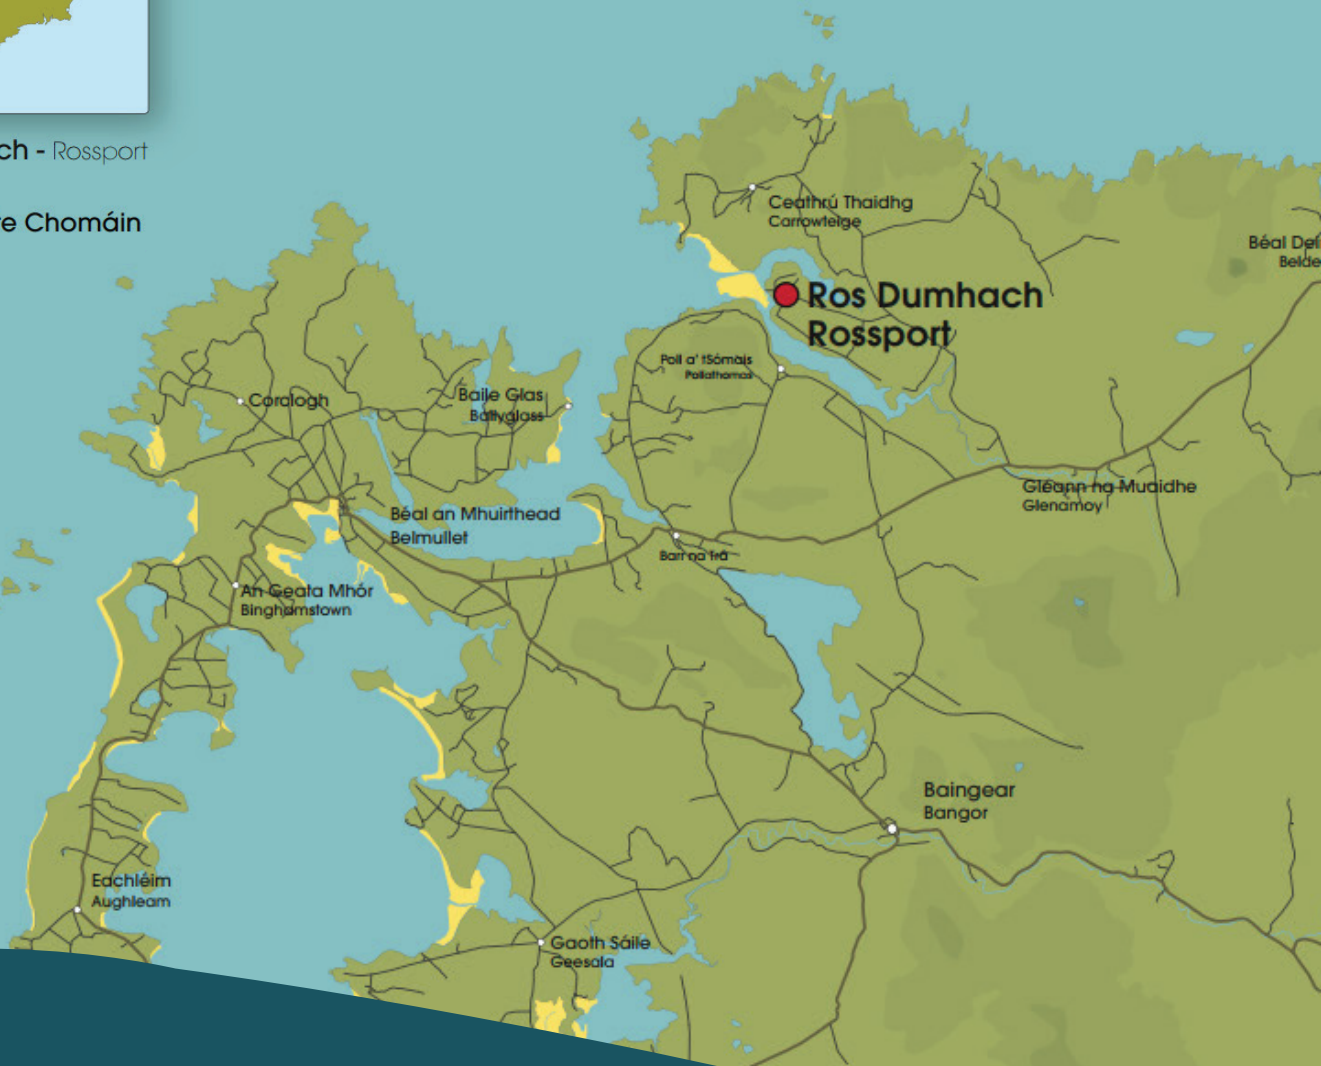 ch - Rossport
re Chomáin
Ceathrú Thaidhg
Carrowteige
Béal Del
Belde
Ros Dumhach
Rossport
Poll a' tSómais
Pollathomas
Coralogh
Baile Glas
Ballyglass
Gleann na Muaidhe
Glenamoy
Béal an Mhuirthead
Belmullet
Barr na Trá
An Geata Mhór
Binghamstown
Baingear
Bangor
Eachléim
Aughleam
Gaoth Sáile
Geesala